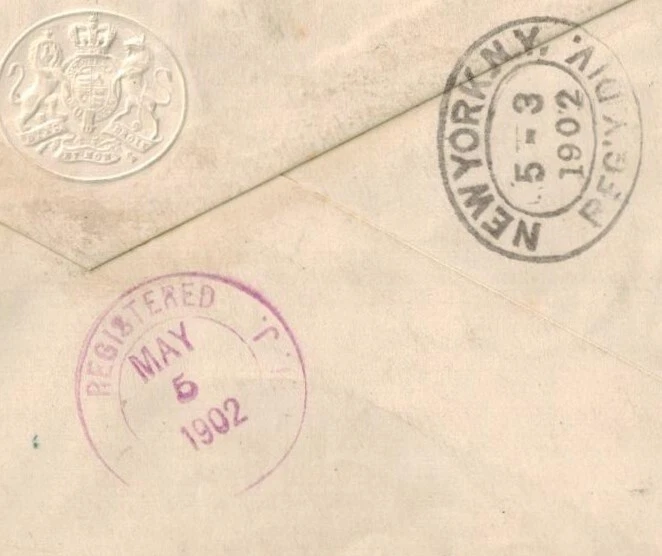 NEW YORK, N.Y.
REG'Y DIV.
5-3
1902
REGISTERED
MAY
5
1902